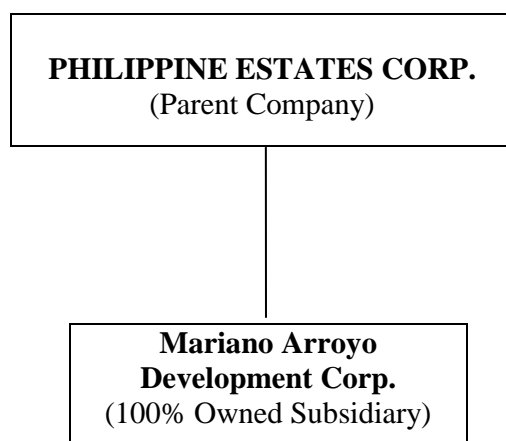 PHILIPPINE ESTATES CORP.
(Parent Company)
Mariano Arroyo
Development Corp.
(100% Owned Subsidiary)